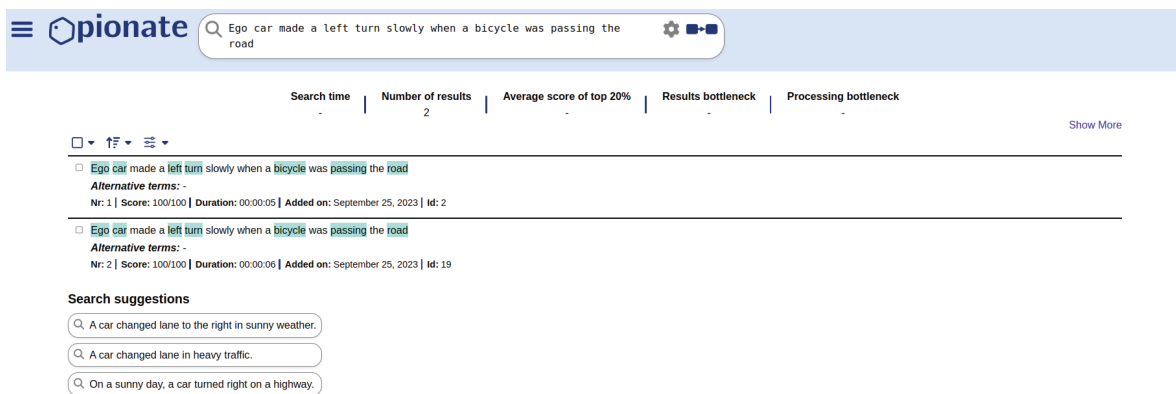 Opionate
Ego car made a left turn slowly when a bicycle was passing the
road
Search time Number of results Average score of top 20% Results bottleneck Processing bottleneck
- 2 - - -
Show More
Ego car made a left turn slowly when a bicycle was passing the road
Alternative terms: -
Nr: 1 | Score: 100/100 | Duration: 00:00:05 | Added on: September 25, 2023 | Id: 2
Ego car made a left turn slowly when a bicycle was passing the road
Alternative terms: -
Nr: 2 | Score: 100/100 | Duration: 00:00:06 | Added on: September 25, 2023 | Id: 19
Search suggestions
A car changed lane to the right in sunny weather.
A car changed lane in heavy traffic.
On a sunny day, a car turned right on a highway.